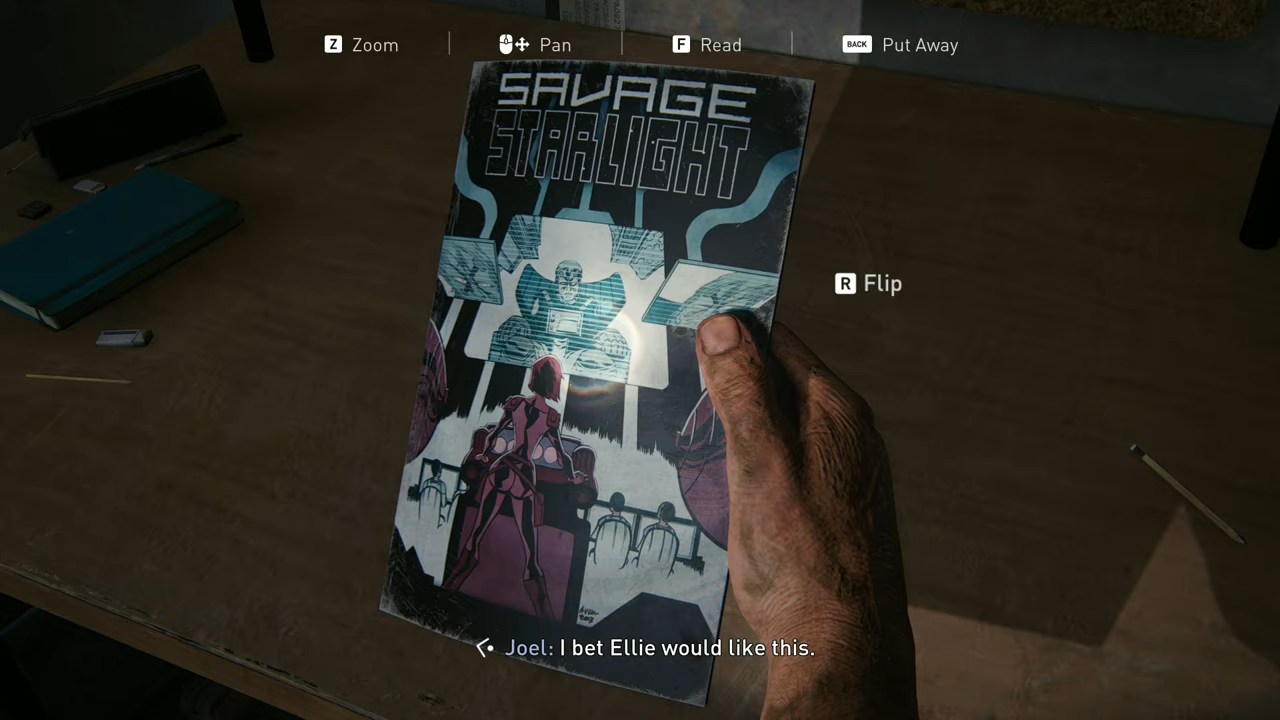 Z Zoom
Pan
F Read
BACK Put Away
SAVAGE
STARLIGHT
R Flip
Joel: I bet Ellie would like this.